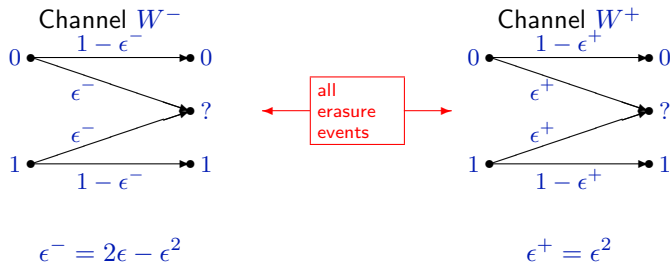 Channel W⁻
1 − ϵ⁻
0
0
ϵ⁻
?
ϵ⁻
1
1
1 − ϵ⁻
ϵ⁻ = 2ϵ − ϵ²
all
erasure
events
Channel W⁺
1 − ϵ⁺
0
0
ϵ⁺
?
ϵ⁺
1
1
1 − ϵ⁺
ϵ⁺ = ϵ²